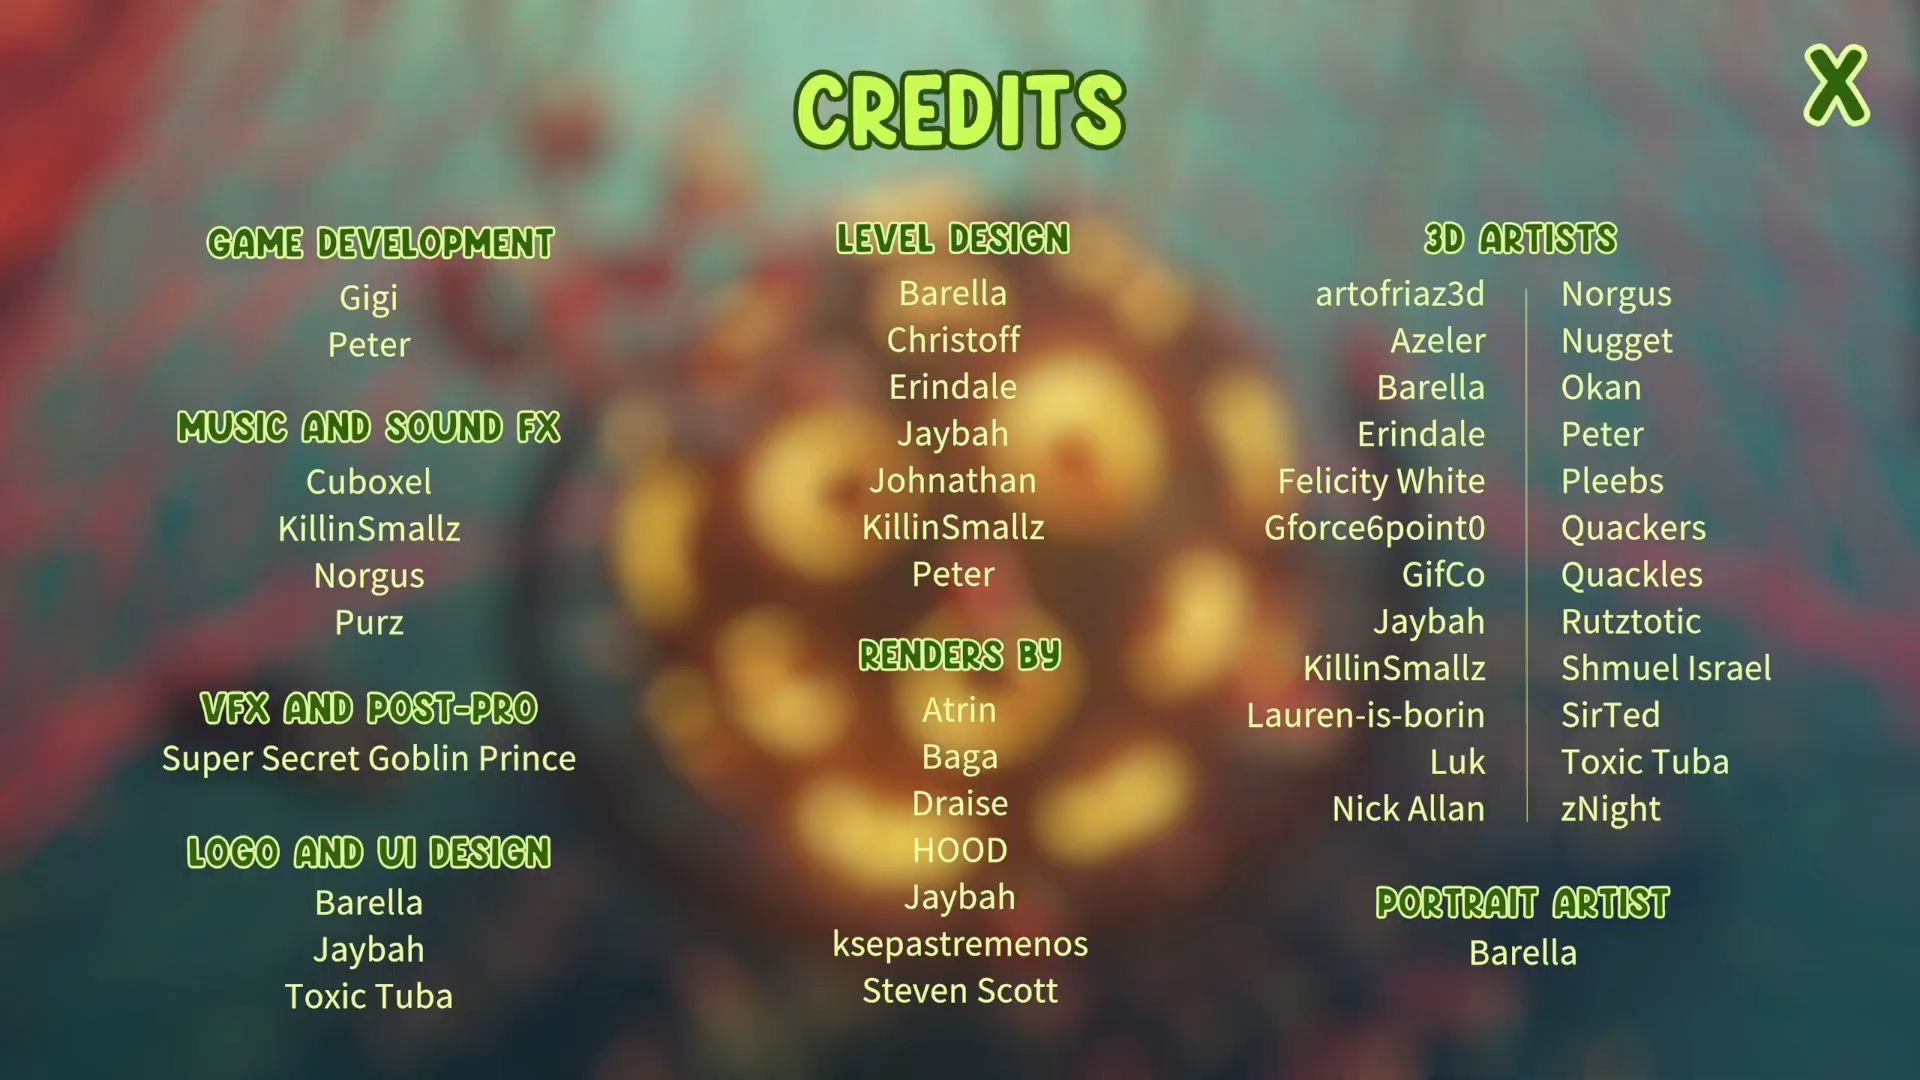 CREDITS
X
GAME DEVELOPMENT
Gigi
Peter
MUSIC AND SOUND FX
Cuboxel
KillinSmallz
Norgus
Purz
VFX AND POST-PRO
Super Secret Goblin Prince
LOGO AND UI DESIGN
Barella
Jaybah
Toxic Tuba
LEVEL DESIGN
Barella
Christoff
Erindale
Jaybah
Johnathan
KillinSmallz
Peter
RENDERS BY
Atrin
Baga
Draise
HOOD
Jaybah
ksepastremenos
Steven Scott
3D ARTISTS
artofriaz3d
Azeler
Barella
Erindale
Felicity White
Gforce6point0
GifCo
Jaybah
KillinSmallz
Lauren-is-borin
Luk
Nick Allan
Norgus
Nugget
Okan
Peter
Pleebs
Quackers
Quackles
Rutztotic
Shmuel Israel
SirTed
Toxic Tuba
zNight
PORTRAIT ARTIST
Barella